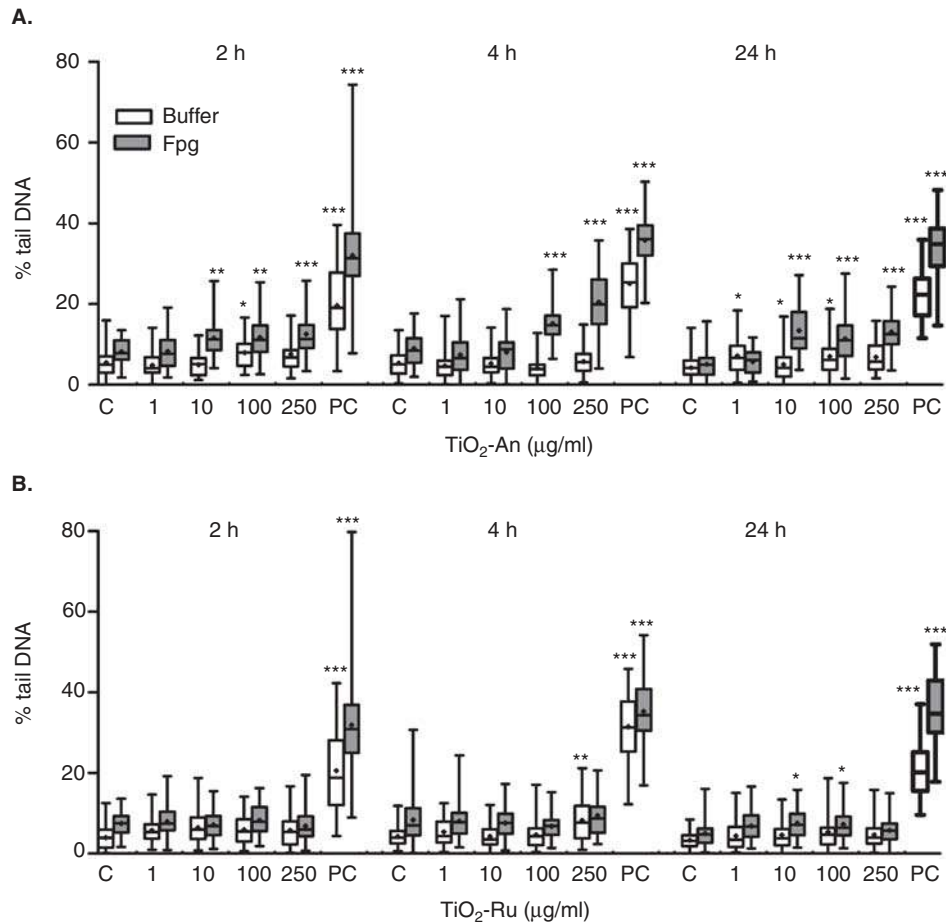 A.
2 h 4 h 24 h
80
60
40
20
0
% tail DNA
Buffer
Fpg
*** *** *** *** *** *** ***
** * ** *** *** *** * * *** * *** ***
C 1 10 100 250 PC C 1 10 100 250 PC C 1 10 100 250 PC
TiO₂-An (µg/ml)
B.
2 h 4 h 24 h
80
60
40
20
0
% tail DNA
*** *** ** *** *** * * *** ***
C 1 10 100 250 PC C 1 10 100 250 PC C 1 10 100 250 PC
TiO₂-Ru (µg/ml)